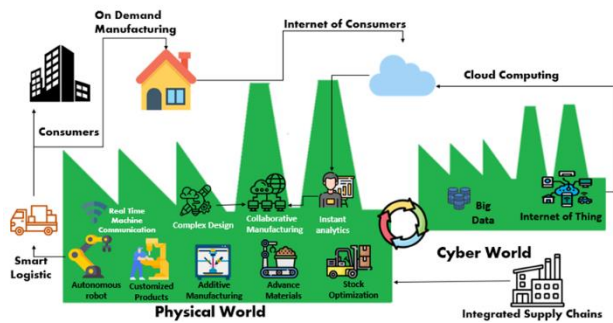 On Demand
Manufacturing
Internet of Consumers
Cloud Computing
Consumers
Real Time
Machine
Communication
Complex Design
Collaborative
Manufacturing
Instant
analytics
Big
Data
Internet of Thing
Smart
Logistic
Autonomous
robot
Customized
Products
Additive
Manufacturing
Advance
Materials
Stock
Optimization
Cyber World
Physical World
Integrated Supply Chains